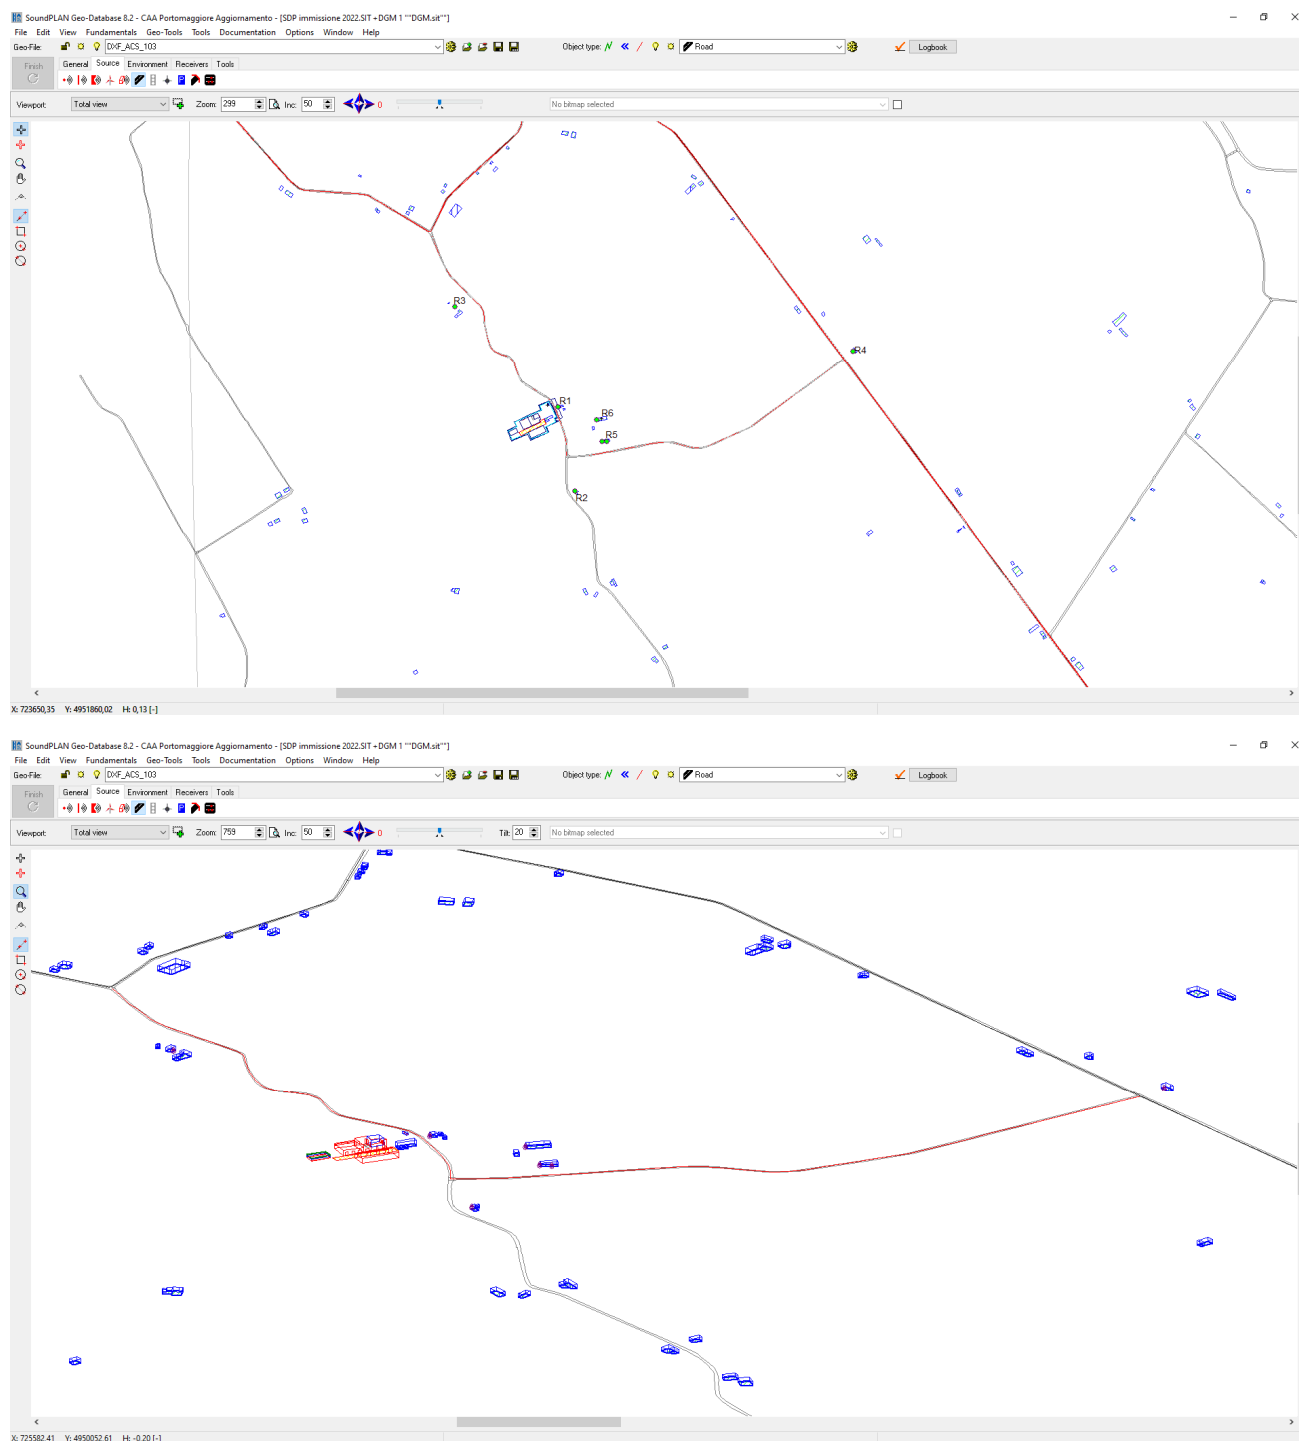 SoundPLAN Geo-Database 8.2 - CAA Portomaggiore Aggiornamento - [SDP immissione 2022.SIT +DGM 1 ""DGM.sit""]
File Edit View Fundamentals Geo-Tools Tools Documentation Options Window Help
Geo-File: DXF_ACS_103 Object type: Road Logbook
Finish General Source Environment Receivers Tools
Viewport: Total view Zoom: 299 Inc: 50 0 No bitmap selected
R3
R4
R1
R6
R5
R2
X: 723650,35 Y: 4951860,02 H: 0,13 [-]
SoundPLAN Geo-Database 8.2 - CAA Portomaggiore Aggiornamento - [SDP immissione 2022.SIT +DGM 1 ""DGM.sit""]
File Edit View Fundamentals Geo-Tools Tools Documentation Options Window Help
Geo-File: DXF_ACS_103 Object type: Road Logbook
Finish General Source Environment Receivers Tools
Viewport: Total view Zoom: 759 Inc: 50 0 Tilt: 20 No bitmap selected
X: 725582,41 Y: 4950052,61 H: -0,20 [-]